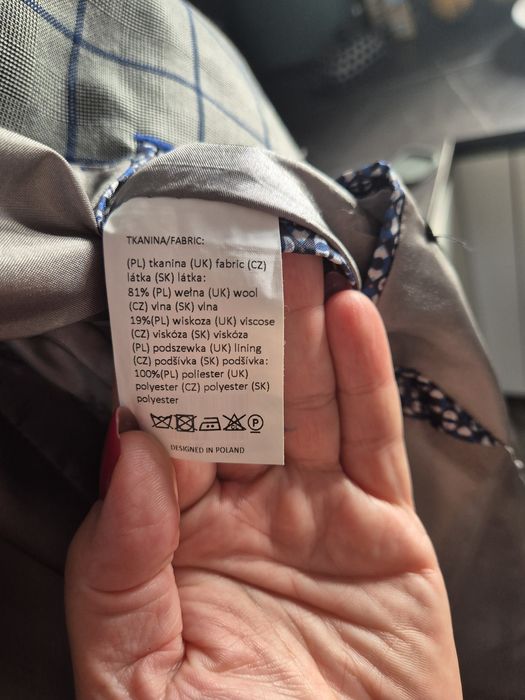 TKANINA/FABRIC:
(PL) tkanina (UK) fabric (CZ)
látka (SK) látka:
81% (PL) wełna (UK) wool
(CZ) vlna (SK) vlna
19%(PL) wiskoza (UK) viscose
(CZ) viskóza (SK) viskóza
(PL) podszewka (UK) lining
(CZ) podšívka (SK) podšívka:
100%(PL) poliester (UK)
polyester (CZ) polyester (SK)
polyester
P
DESIGNED IN POLAND